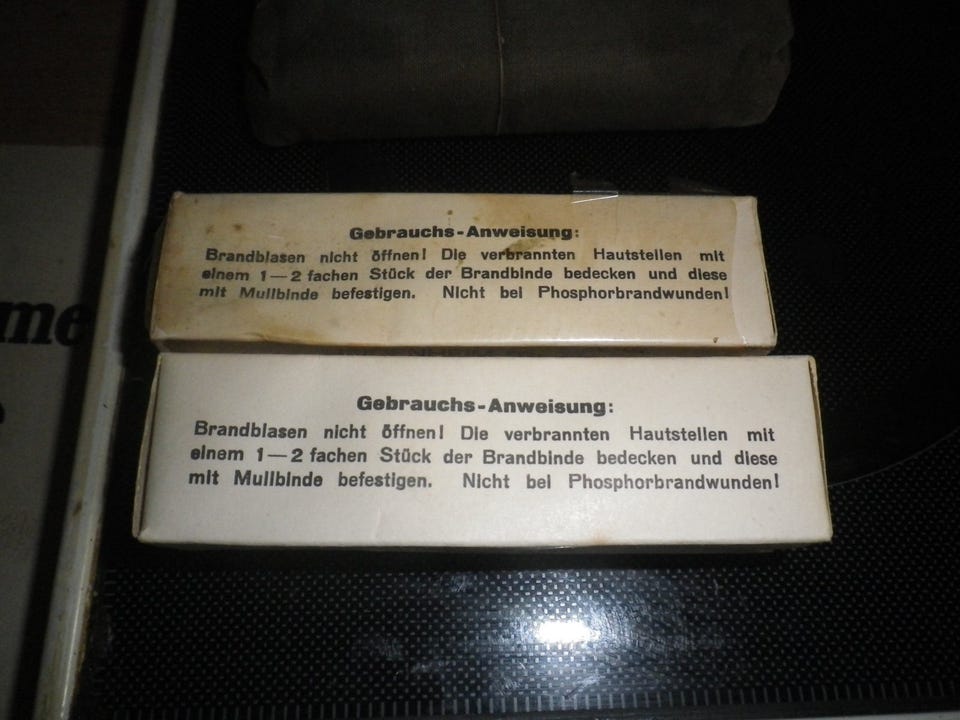 Gebrauchs-Anweisung:
Brandblasen nicht öffnen! Die verbrannten Hautstellen mit
einem 1—2 fachen Stück der Brandbinde bedecken und diese
mit Mullbinde befestigen. Nicht bei Phosphorbrandwunden!
Gebrauchs-Anweisung:
Brandblasen nicht öffnen! Die verbrannten Hautstellen mit
einem 1—2 fachen Stück der Brandbinde bedecken und diese
mit Mullbinde befestigen. Nicht bei Phosphorbrandwunden!
me